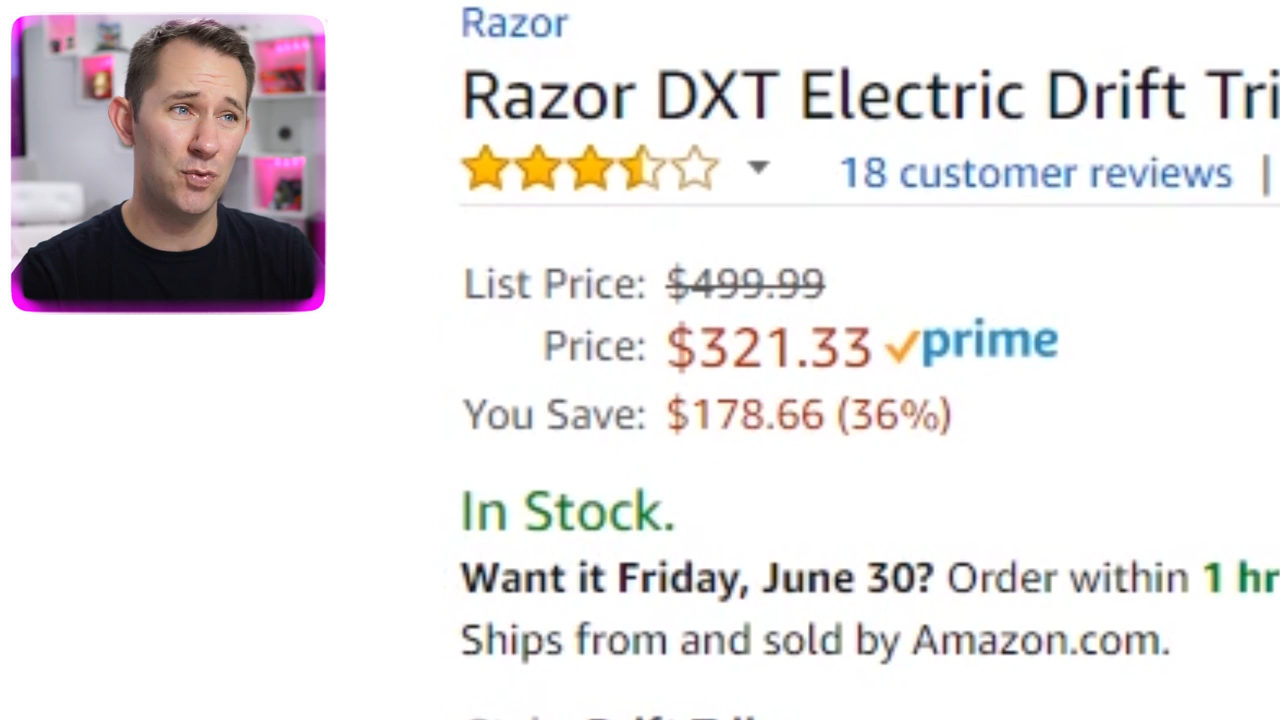 Razor
Razor DXT Electric Drift Tri
18 customer reviews |
List Price: $499.99
Price: $321.33 prime
You Save: $178.66 (36%)
In Stock.
Want it Friday, June 30? Order within 1 hr
Ships from and sold by Amazon.com.